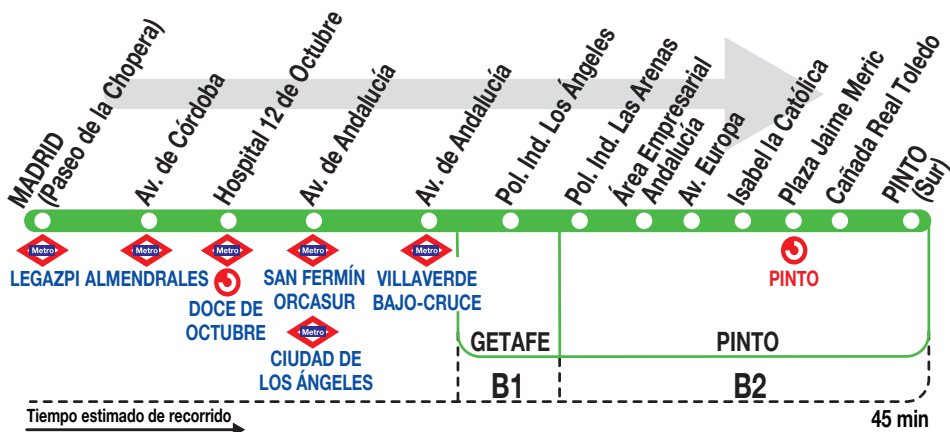 MADRID
(Paseo de la Chopera)
Av. de Córdoba
Hospital 12 de Octubre
Av. de Andalucía
Av. de Andalucía
Pol. Ind. Los Ángeles
Pol. Ind. Las Arenas
Área Empresarial
Andalucía
Av. Europa
Isabel la Católica
Plaza Jaime Meric
Cañada Real Toledo
PINTO
(Sur)
Metro
Metro
Metro
Metro
Metro
LEGAZPI
ALMENDRALES
DOCE DE
OCTUBRE
SAN FERMÍN
ORCASUR
Metro
CIUDAD DE
LOS ÁNGELES
VILLAVERDE
BAJO-CRUCE
PINTO
GETAFE
PINTO
B1
B2
Tiempo estimado de recorrido
45 min